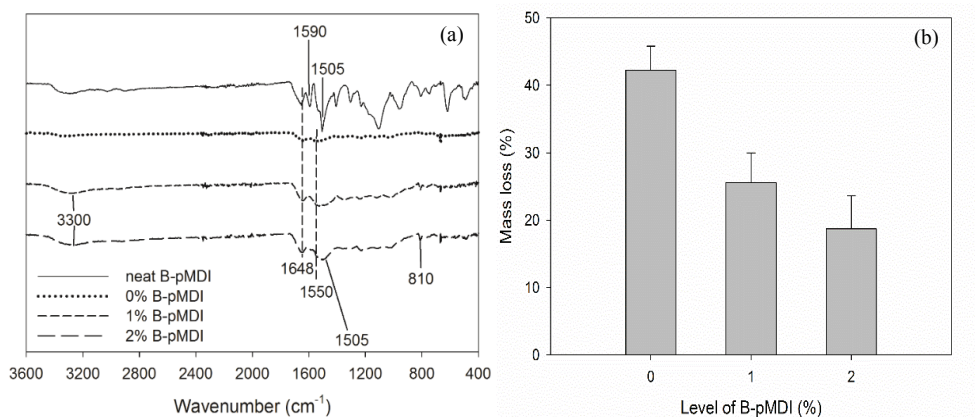 1590
(a)
1505
3300
1648
810
1550
1505
neat B-pMDI
0% B-pMDI
1% B-pMDI
2% B-pMDI
3600 3200 2800 2400 2000 1600 1200 800 400
Wavenumber (cm-1)
(b)
50
40
30
20
10
0
Mass loss (%)
0 1 2
Level of B-pMDI (%)